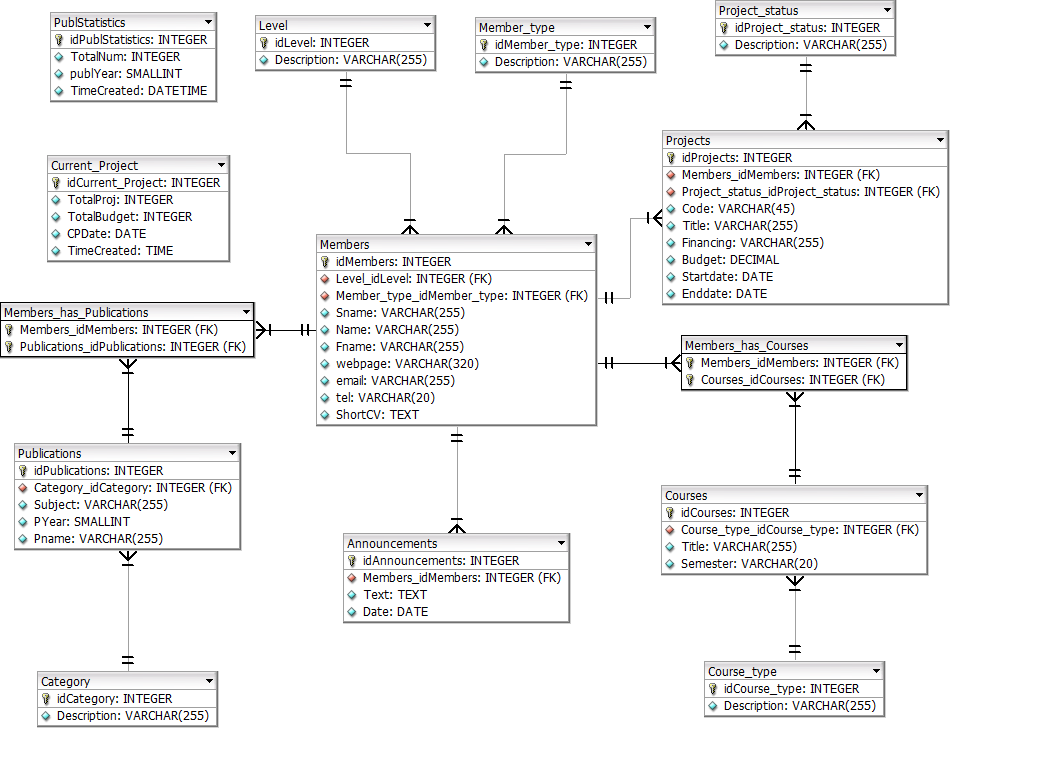 PublStatistics
idPublStatistics: INTEGER
TotalNum: INTEGER
publYear: SMALLINT
TimeCreated: DATETIME
Level
idLevel: INTEGER
Description: VARCHAR(255)
Member_type
idMember_type: INTEGER
Description: VARCHAR(255)
Project_status
idProject_status: INTEGER
Description: VARCHAR(255)
Current_Project
idCurrent_Project: INTEGER
TotalProj: INTEGER
TotalBudget: INTEGER
CPDate: DATE
TimeCreated: TIME
Projects
idProjects: INTEGER
Members_idMembers: INTEGER (FK)
Project_status_idProject_status: INTEGER (FK)
Code: VARCHAR(45)
Title: VARCHAR(255)
Financing: VARCHAR(255)
Budget: DECIMAL
Startdate: DATE
Enddate: DATE
Members
idMembers: INTEGER
Level_idLevel: INTEGER (FK)
Member_type_idMember_type: INTEGER (FK)
Sname: VARCHAR(255)
Name: VARCHAR(255)
Fname: VARCHAR(255)
webpage: VARCHAR(320)
email: VARCHAR(255)
tel: VARCHAR(20)
ShortCV: TEXT
Members_has_Publications
Members_idMembers: INTEGER (FK)
Publications_idPublications: INTEGER (FK)
Members_has_Courses
Members_idMembers: INTEGER (FK)
Courses_idCourses: INTEGER (FK)
Publications
idPublications: INTEGER
Category_idCategory: INTEGER (FK)
Subject: VARCHAR(255)
PYear: SMALLINT
Pname: VARCHAR(255)
Courses
idCourses: INTEGER
Course_type_idCourse_type: INTEGER (FK)
Title: VARCHAR(255)
Semester: VARCHAR(20)
Announcements
idAnnouncements: INTEGER
Members_idMembers: INTEGER (FK)
Text: TEXT
Date: DATE
Category
idCategory: INTEGER
Description: VARCHAR(255)
Course_type
idCourse_type: INTEGER
Description: VARCHAR(255)